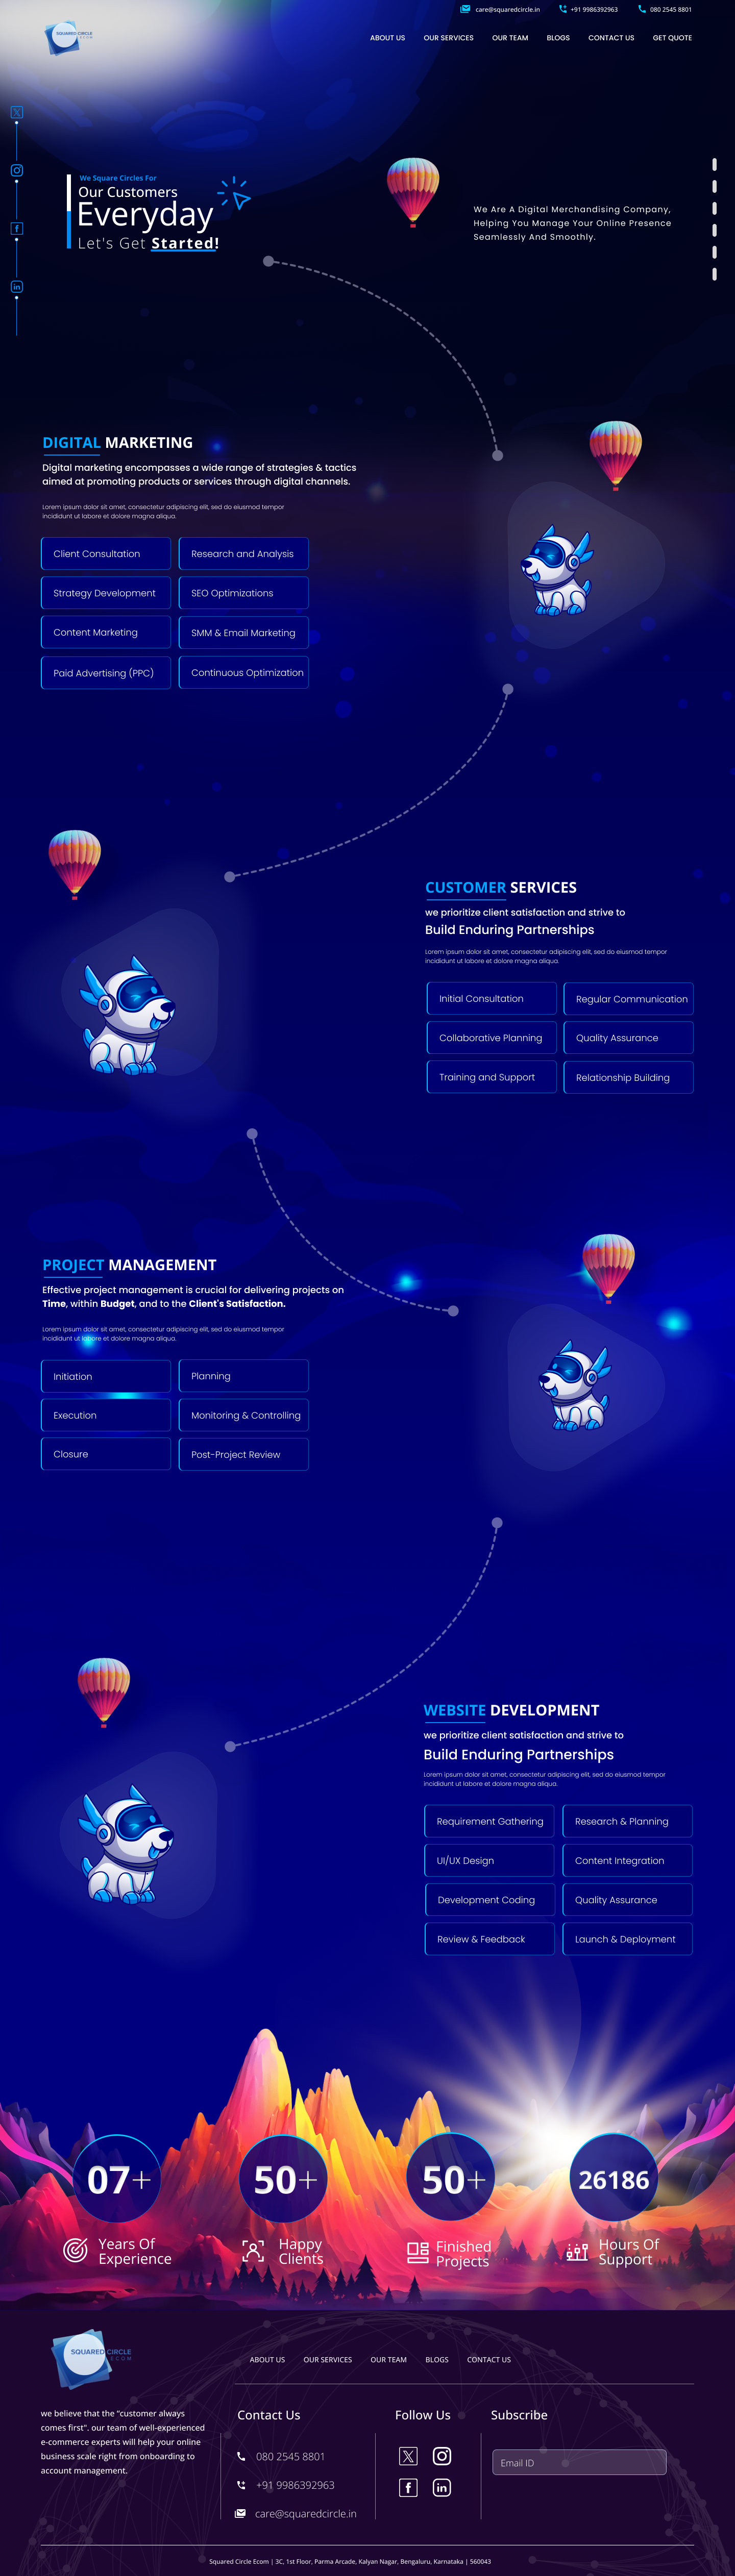 care@squaredcircle.in
+91 9986392963
080 2545 8801
SQUARED CIRCLE
ECOM
ABOUT US
OUR SERVICES
OUR TEAM
BLOGS
CONTACT US
GET QUOTE
We Square Circles For
Our Customers
Everyday
Let's Get Started!
We Are A Digital Merchandising Company,
Helping You Manage Your Online Presence
Seamlessly And Smoothly.
DIGITAL MARKETING
Digital marketing encompasses a wide range of strategies & tactics
aimed at promoting products or services through digital channels.
Lorem ipsum dolor sit amet, consectetur adipiscing elit, sed do eiusmod tempor
incididunt ut labore et dolore magna aliqua.
Client Consultation
Research and Analysis
Strategy Development
SEO Optimizations
Content Marketing
SMM & Email Marketing
Paid Advertising (PPC)
Continuous Optimization
CUSTOMER SERVICES
we prioritize client satisfaction and strive to
Build Enduring Partnerships
Lorem ipsum dolor sit amet, consectetur adipiscing elit, sed do eiusmod tempor
incididunt ut labore et dolore magna aliqua.
Initial Consultation
Regular Communication
Collaborative Planning
Quality Assurance
Training and Support
Relationship Building
PROJECT MANAGEMENT
Effective project management is crucial for delivering projects on
Time, within Budget, and to the Client's Satisfaction.
Lorem ipsum dolor sit amet, consectetur adipiscing elit, sed do eiusmod tempor
incididunt ut labore et dolore magna aliqua.
Initiation
Planning
Execution
Monitoring & Controlling
Closure
Post-Project Review
WEBSITE DEVELOPMENT
we prioritize client satisfaction and strive to
Build Enduring Partnerships
Lorem ipsum dolor sit amet, consectetur adipiscing elit, sed do eiusmod tempor
incididunt ut labore et dolore magna aliqua.
Requirement Gathering
Research & Planning
UI/UX Design
Content Integration
Development Coding
Quality Assurance
Review & Feedback
Launch & Deployment
07+
Years Of
Experience
50+
Happy
Clients
50+
Finished
Projects
26186
Hours Of
Support
SQUARED CIRCLE
ECOM
ABOUT US
OUR SERVICES
OUR TEAM
BLOGS
CONTACT US
we believe that the "customer always
comes first". our team of well-experienced
e-commerce experts will help your online
business scale right from onboarding to
account management.
Contact Us
080 2545 8801
+91 9986392963
care@squaredcircle.in
Follow Us
Subscribe
Email ID
Squared Circle Ecom | 3C, 1st Floor, Parma Arcade, Kalyan Nagar, Bengaluru, Karnataka | 560043